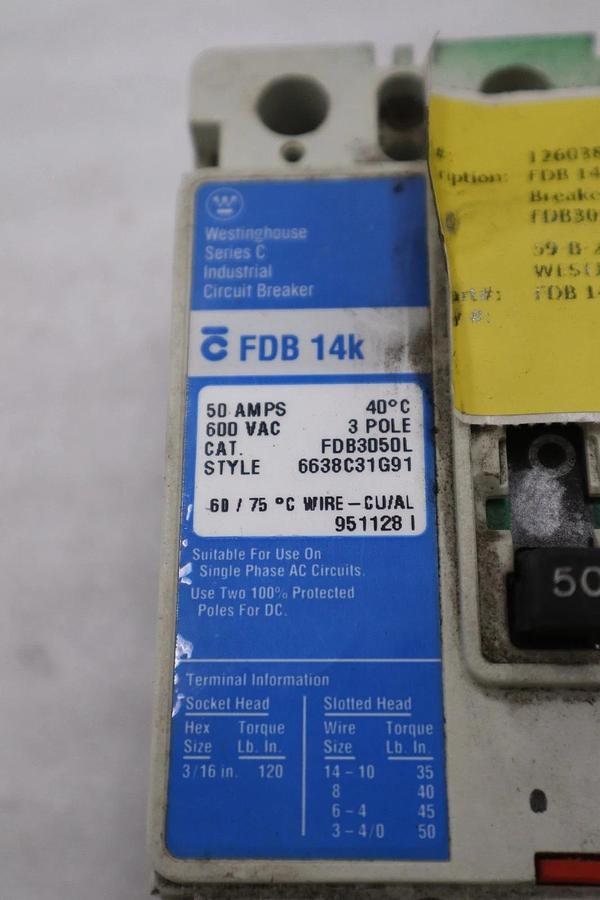 Westinghouse
Series C
Industrial
Circuit Breaker
C FDB 14k
50 AMPS 40°C
600 VAC 3 POLE
CAT. FDB3050L
STYLE 6638C31G91
60 / 75 °C WIRE-CU/AL
951128 I
Suitable For Use On
Single Phase AC Circuits.
Use Two 100% Protected
Poles For DC.
Terminal Information
Socket Head
Hex Torque
Size Lb. In.
3/16 in. 120
Slotted Head
Wire Torque
Size Lb. In.
14 - 10 35
8 40
6 - 4 45
3 - 4/0 50
#: 126038
ription: FDB 14
Breake
FDB30
59-B-2
art#: FDB 14
y #:
50